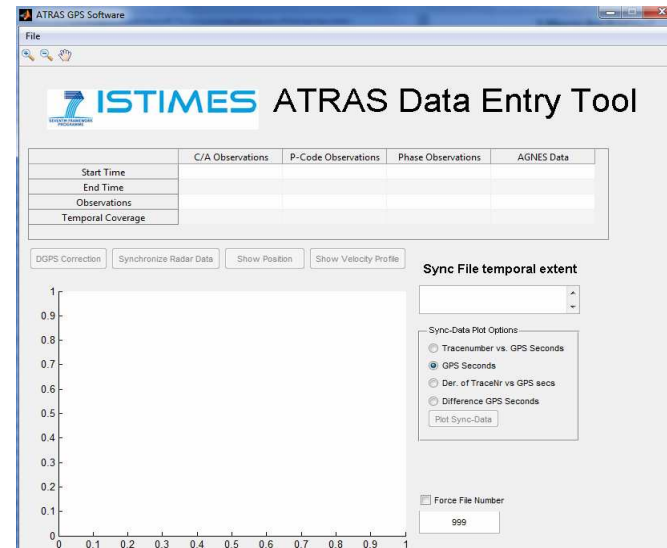 ATRAS GPS Software
File
ISTIMES ATRAS Data Entry Tool
SEVENTH FRAMEWORK
PROGRAMME
C/A Observations P-Code Observations Phase Observations AGNES Data
Start Time
End Time
Observations
Temporal Coverage
DGPS Correction Synchronize Radar Data Show Position Show Velocity Profile
Sync File temporal extent
Sync-Data Plot Options
Tracenumber vs. GPS Seconds
GPS Seconds
Der. of TraceNr vs GPS secs
Difference GPS Seconds
Plot Sync-Data
Force File Number
999
1
0.9
0.8
0.7
0.6
0.5
0.4
0.3
0.2
0.1
0
0 0.1 0.2 0.3 0.4 0.5 0.6 0.7 0.8 0.9 1